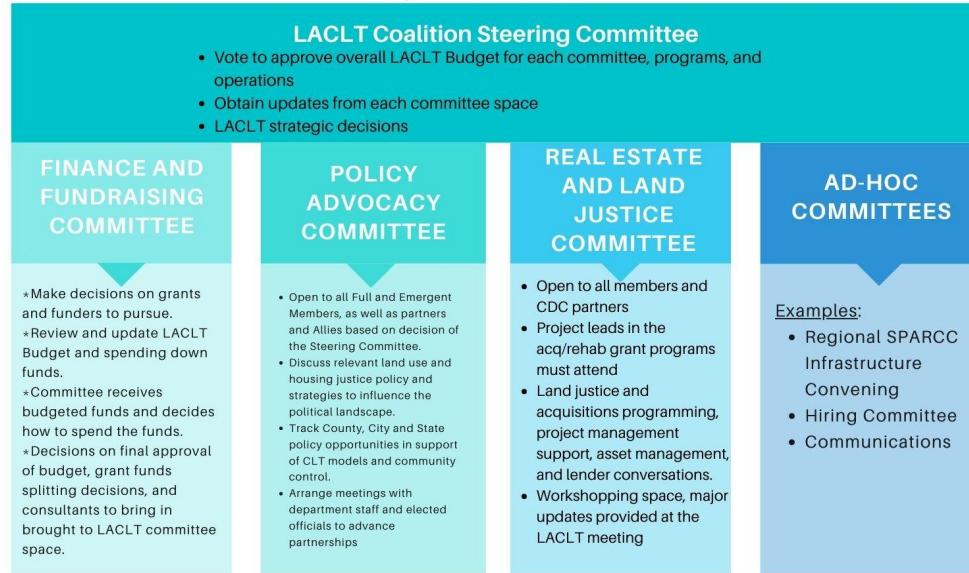 LACLT Coalition Steering Committee
• Vote to approve overall LACLT Budget for each committee, programs, and
operations
• Obtain updates from each committee space
• LACLT strategic decisions
FINANCE AND
FUNDRAISING
COMMITTEE
*Make decisions on grants
and funders to pursue.
*Review and update LACLT
Budget and spending down
funds.
*Committee receives
budgeted funds and decides
how to spend the funds.
*Decisions on final approval
of budget, grant funds
splitting decisions, and
consultants to bring in
brought to LACLT committee
space.
POLICY
ADVOCACY
COMMITTEE
• Open to all Full and Emergent
Members, as well as partners
and Allies based on decision of
the Steering Committee.
• Discuss relevant land use and
housing justice policy and
strategies to influence the
political landscape.
• Track County, City and State
policy opportunities in support
of CLT models and community
control.
• Arrange meetings with
department staff and elected
officials to advance
partnerships
REAL ESTATE
AND LAND
JUSTICE
COMMITTEE
• Open to all members and
CDC partners
• Project leads in the
acq/rehab grant programs
must attend
• Land justice and
acquisitions programming,
project management
support, asset management,
and lender conversations.
• Workshopping space, major
updates provided at the
LACLT meeting
AD-HOC
COMMITTEES
Examples:
• Regional SPARCC
Infrastructure
Convening
• Hiring Committee
• Communications